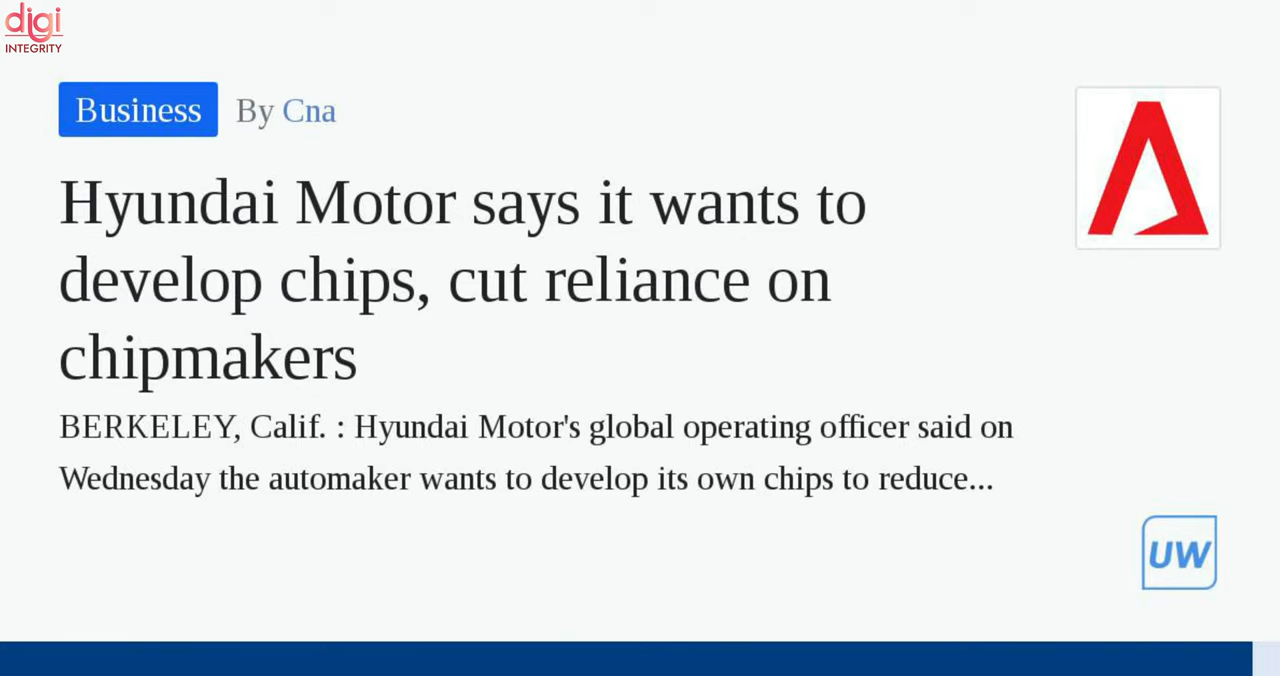 digi
INTEGRITY
Business By Cna
Hyundai Motor says it wants to
develop chips, cut reliance on
chipmakers
BERKELEY, Calif. : Hyundai Motor's global operating officer said on
Wednesday the automaker wants to develop its own chips to reduce...
UW